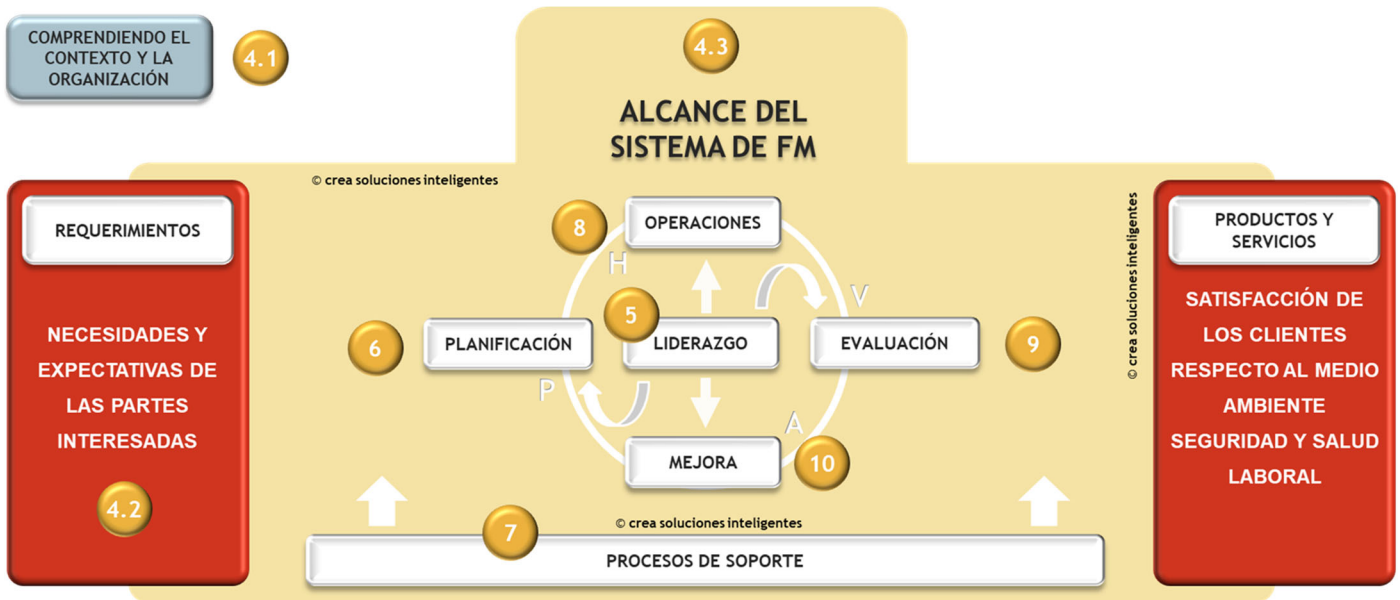 COMPRENDIENDO EL
CONTEXTO Y LA
ORGANIZACIÓN
4.1
4.3
ALCANCE DEL
SISTEMA DE FM
© crea soluciones inteligentes
REQUERIMIENTOS
NECESIDADES Y
EXPECTATIVAS DE
LAS PARTES
INTERESADAS
4.2
8
OPERACIONES
H
V
5
6
PLANIFICACIÓN
LIDERAZGO
EVALUACIÓN
9
P
A
MEJORA
10
© crea soluciones inteligentes
7
PROCESOS DE SOPORTE
© crea soluciones inteligentes
PRODUCTOS Y
SERVICIOS
SATISFACCIÓN DE
LOS CLIENTES
RESPECTO AL MEDIO
AMBIENTE
SEGURIDAD Y SALUD
LABORAL